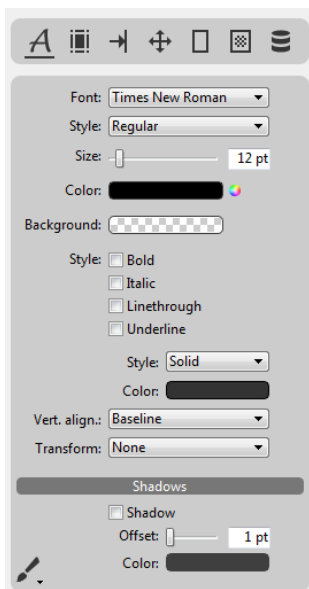 A
Font: Times New Roman
Style: Regular
Size: 12 pt
Color:
Background:
Style: Bold
Italic
Linethrough
Underline
Style: Solid
Color:
Vert. align.: Baseline
Transform: None
Shadows
Shadow
Offset: 1 pt
Color: